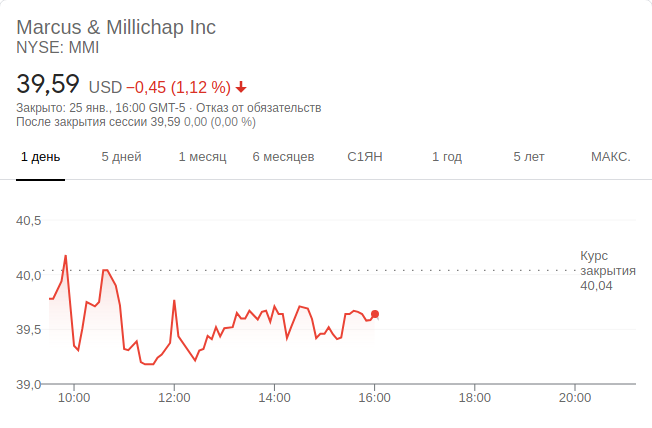 Marcus & Millichap Inc
NYSE: MMI
39,59 USD −0,45 (1,12 %)
Закрыто: 25 янв., 16:00 GMT-5 · Отказ от обязательств
После закрытия сессии 39,59 0,00 (0,00 %)
1 день 5 дней 1 месяц 6 месяцев С1ЯН 1 год 5 лет МАКС.
40,5
40,0
39,5
39,0
Курс
закрытия
40,04
10:00 12:00 14:00 16:00 18:00 20:00